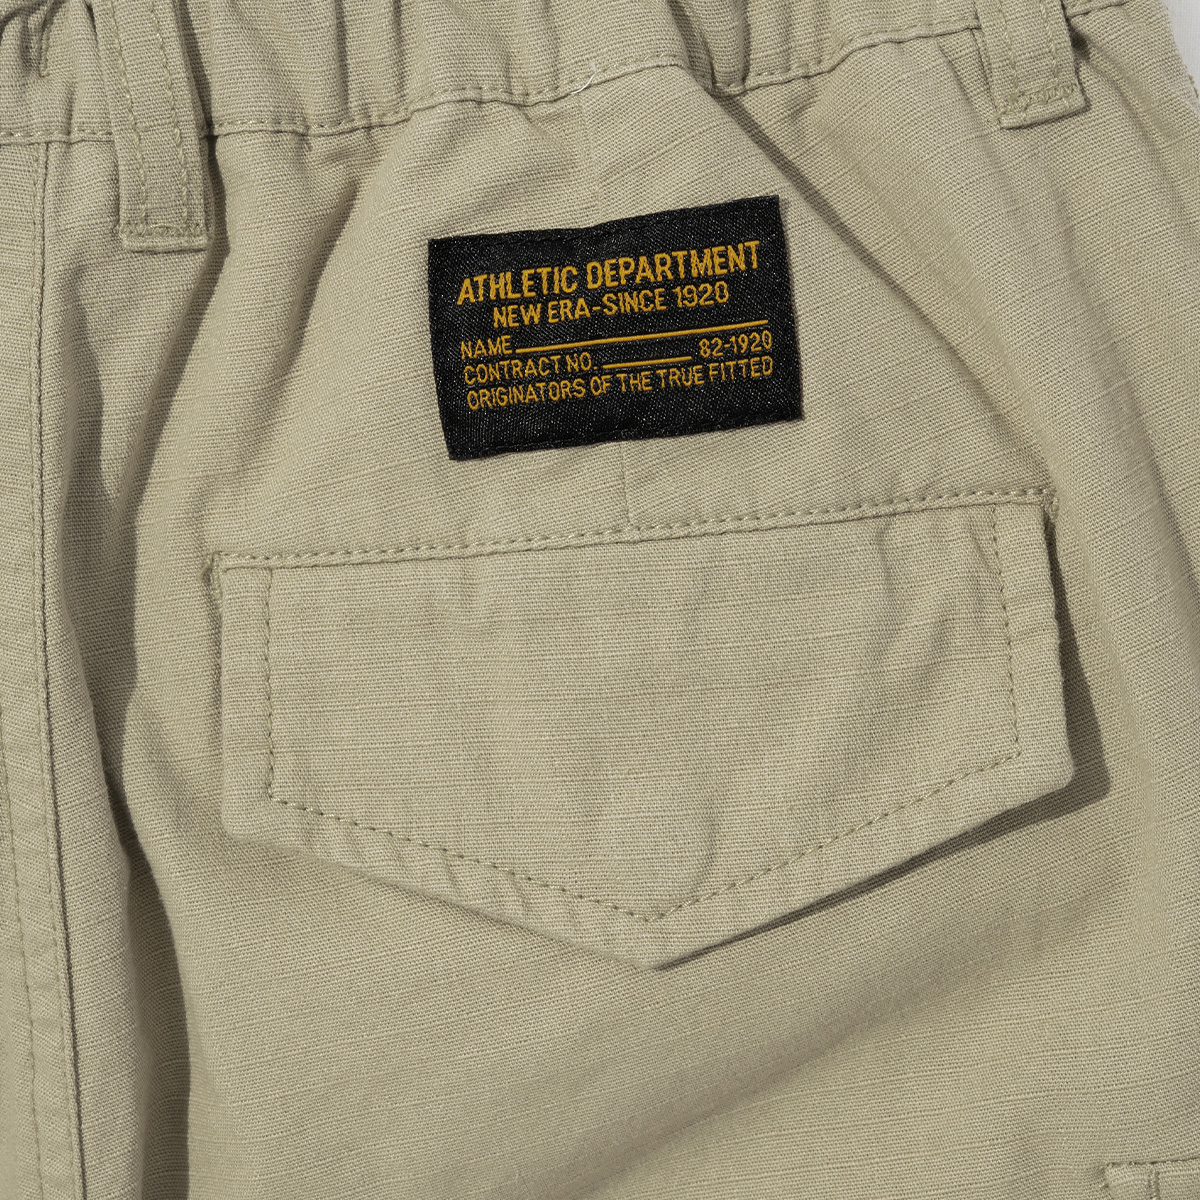 ATHLETIC DEPARTMENT
NEW ERA-SINCE 1920
NAME
CONTRACT NO. 82-1920
ORIGINATORS OF THE TRUE FITTED